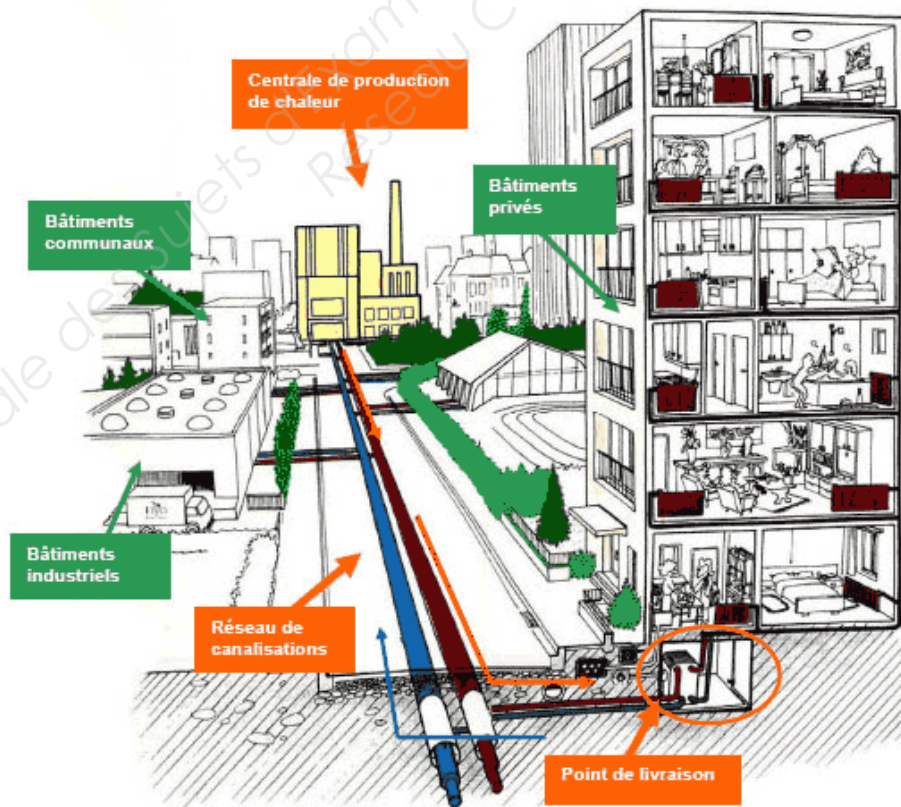 Centrale de production
de chaleur
Bâtiments
privés
Bâtiments
communaux
Bâtiments
industriels
Réseau de
canalisations
Point de livraison